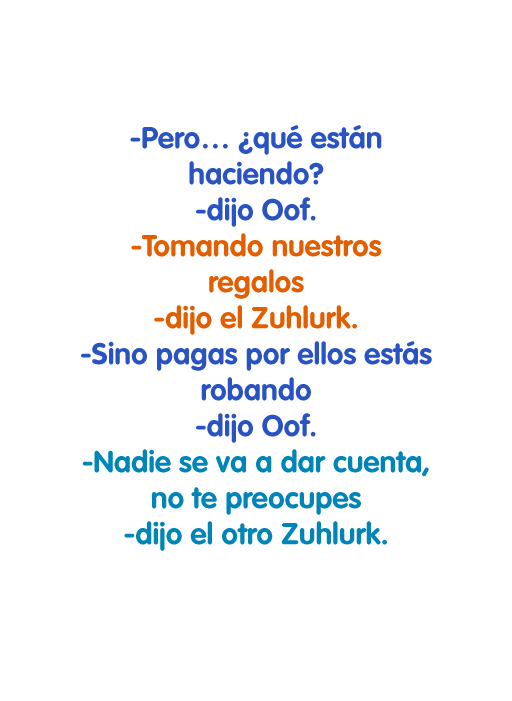 -Pero... ¿qué están
haciendo?
-dijo Oof.
-Tomando nuestros
regalos
-dijo el Zuhlurk.
-Sino pagas por ellos estás
robando
-dijo Oof.
-Nadie se va a dar cuenta,
no te preocupes
-dijo el otro Zuhlurk.